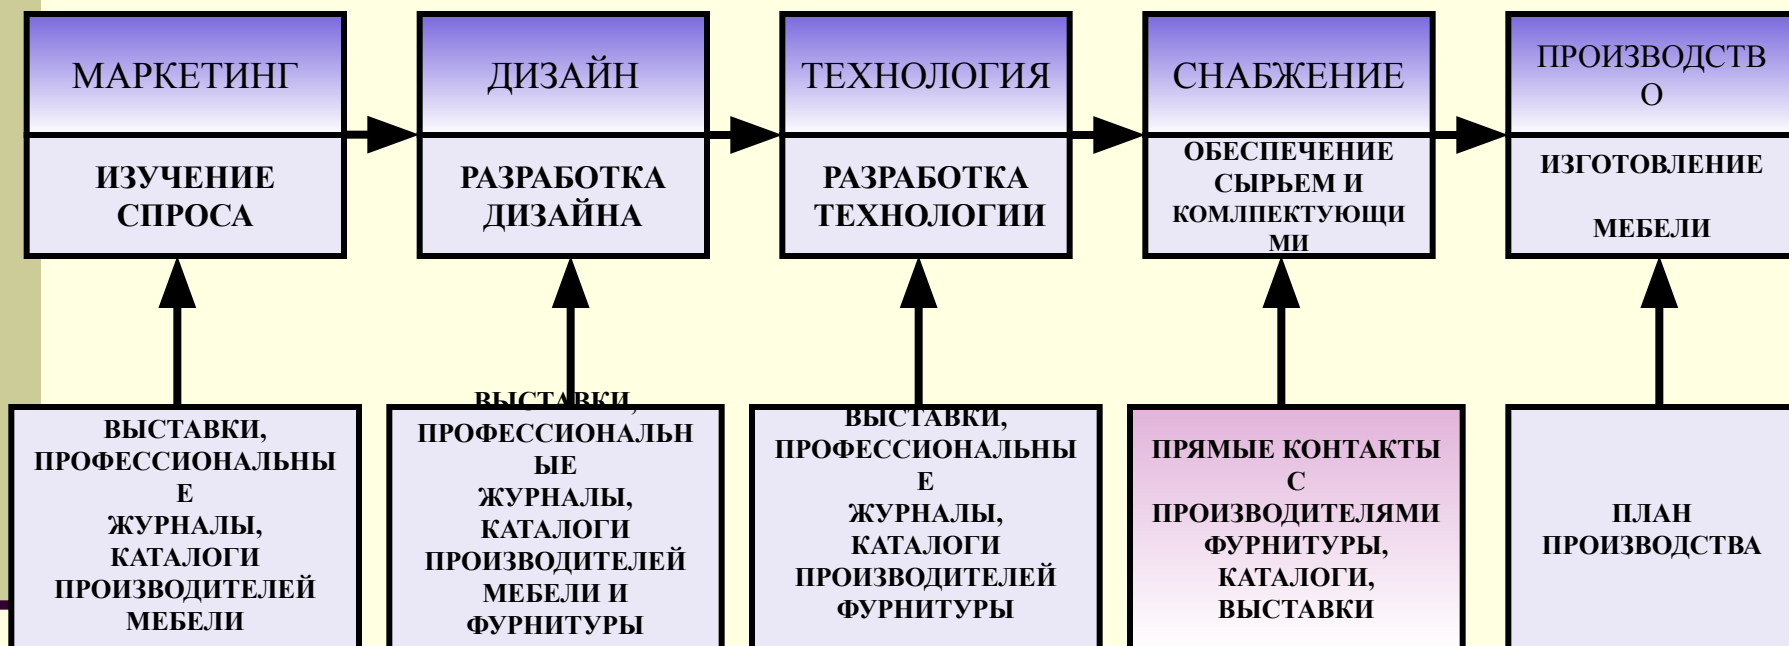 МАРКЕТИНГ
ИЗУЧЕНИЕ
СПРОСА
ДИЗАЙН
РАЗРАБОТКА
ДИЗАЙНА
ТЕХНОЛОГИЯ
РАЗРАБОТКА
ТЕХНОЛОГИИ
СНАБЖЕНИЕ
ОБЕСПЕЧЕНИЕ
СЫРЬЕМ И
КОМЛПЕКТУЮЩИ
МИ
ПРОИЗВОДСТВ
О
ИЗГОТОВЛЕНИЕ
МЕБЕЛИ
ВЫСТАВКИ,
ПРОФЕССИОНАЛЬНЫ
Е
ЖУРНАЛЫ,
КАТАЛОГИ
ПРОИЗВОДИТЕЛЕЙ
МЕБЕЛИ
ВЫСТАВКИ,
ПРОФЕССИОНАЛЬН
ЫЕ
ЖУРНАЛЫ,
КАТАЛОГИ
ПРОИЗВОДИТЕЛЕЙ
МЕБЕЛИ И
ФУРНИТУРЫ
ВЫСТАВКИ,
ПРОФЕССИОНАЛЬНЫ
Е
ЖУРНАЛЫ,
КАТАЛОГИ
ПРОИЗВОДИТЕЛЕЙ
ФУРНИТУРЫ
ПРЯМЫЕ КОНТАКТЫ
С
ПРОИЗВОДИТЕЛЯМИ
ФУРНИТУРЫ,
КАТАЛОГИ,
ВЫСТАВКИ
ПЛАН
ПРОИЗВОДСТВА